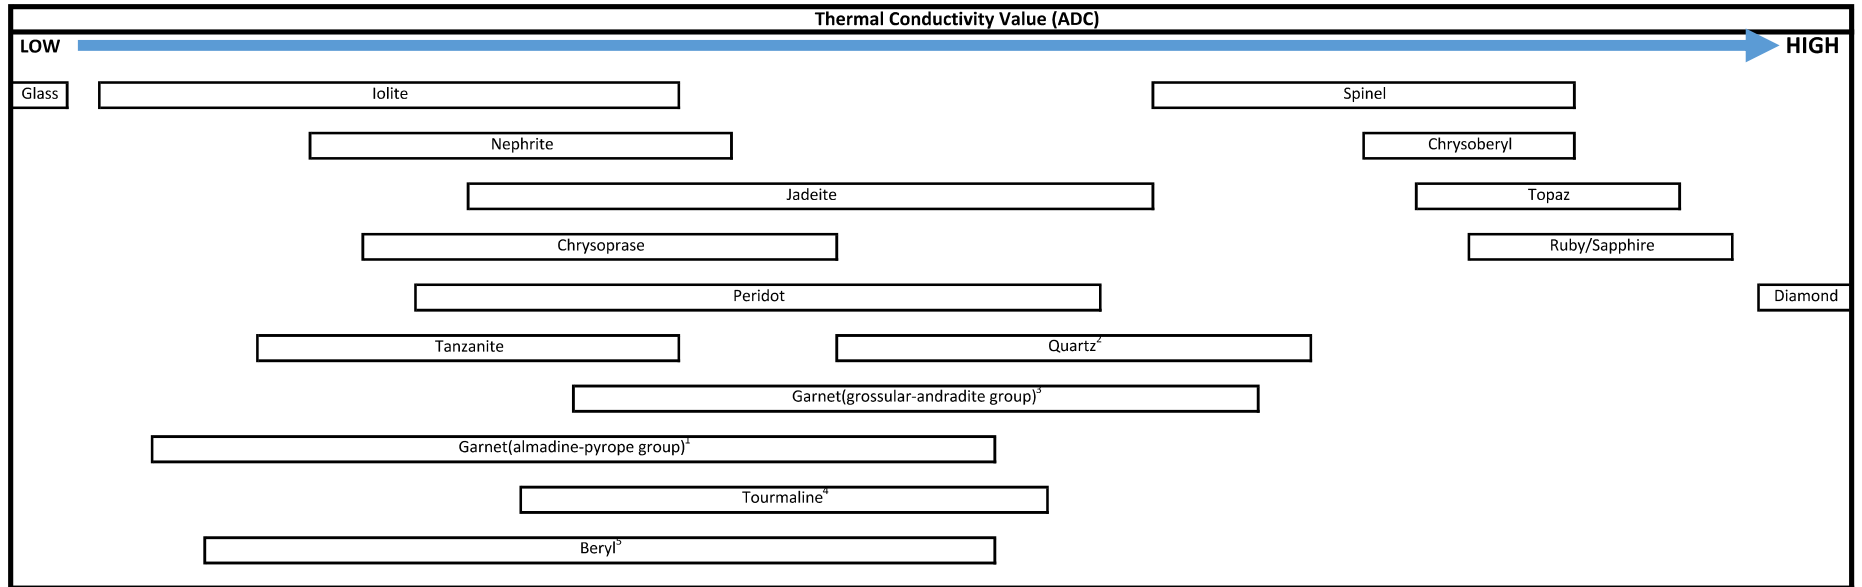 Thermal Conductivity Value (ADC)
LOW HIGH
Glass Iolite Spinel
Nephrite Chrysoberyl
Jadeite Topaz
Chrysoprase Ruby/Sapphire
Peridot Diamond
Tanzanite Quartz²
Garnet(grossular-andradite group)³
Garnet(almadine-pyrope group)¹
Tourmaline⁴
Beryl⁵